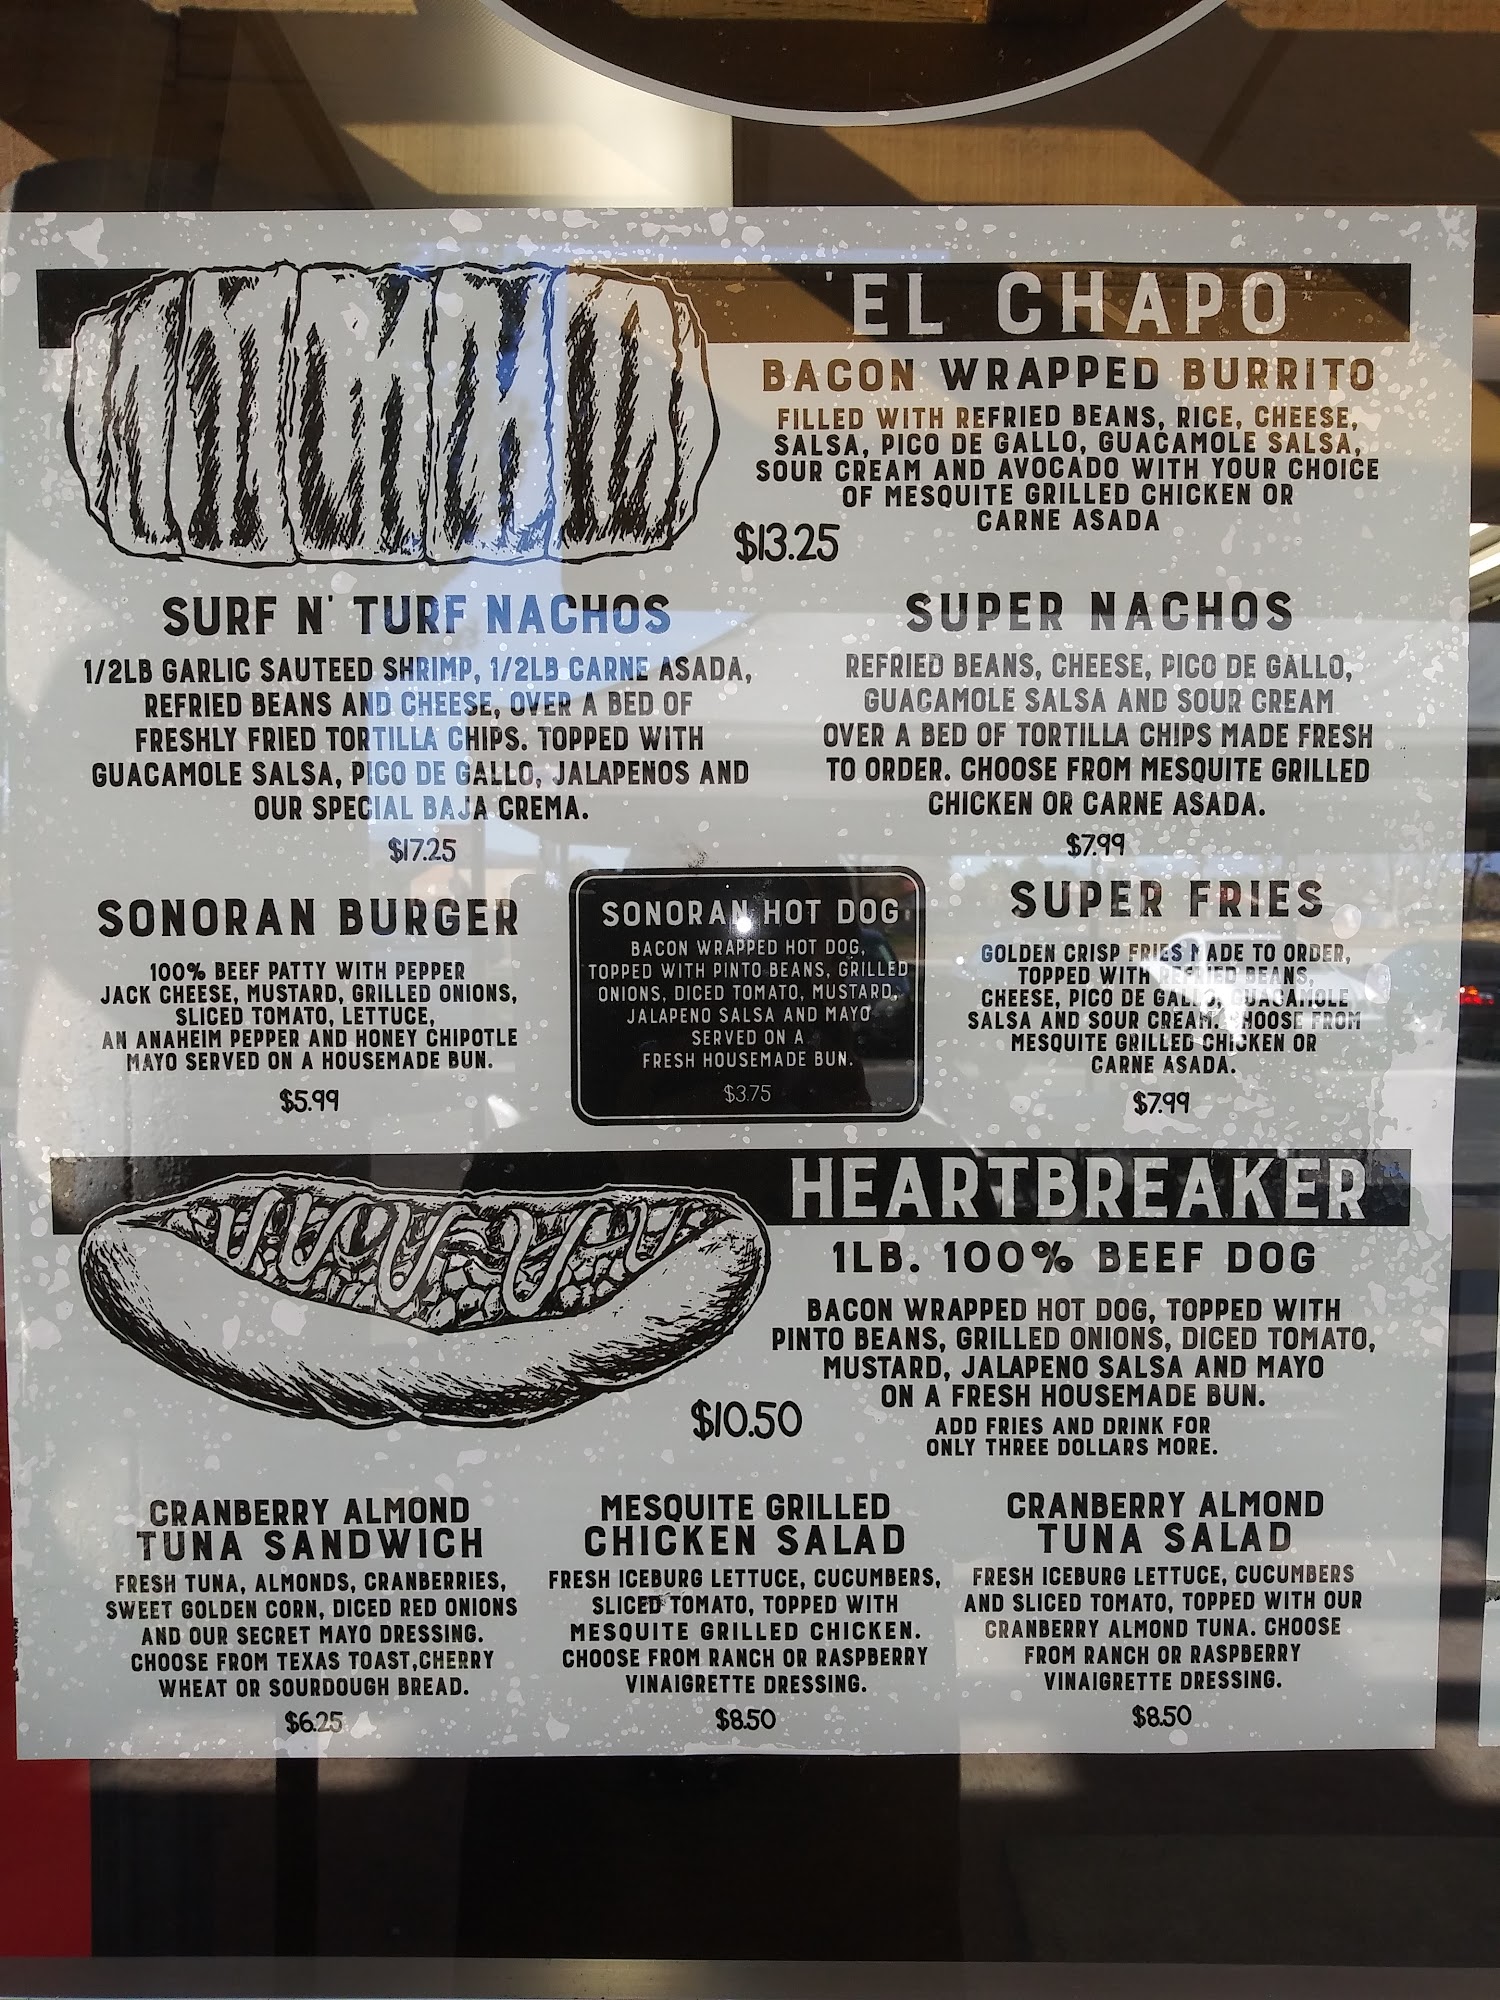 'EL CHAPO'
BACON WRAPPED BURRITO
FILLED WITH REFRIED BEANS, RICE, CHEESE,
SALSA, PICO DE GALLO, GUACAMOLE SALSA,
SOUR CREAM AND AVOCADO WITH YOUR CHOICE
OF MESQUITE GRILLED CHICKEN OR
CARNE ASADA
$13.25
SURF N' TURF NACHOS
1/2LB GARLIC SAUTEED SHRIMP, 1/2LB CARNE ASADA,
REFRIED BEANS AND CHEESE, OVER A BED OF
FRESHLY FRIED TORTILLA CHIPS. TOPPED WITH
GUACAMOLE SALSA, PICO DE GALLO, JALAPENOS AND
OUR SPECIAL BAJA CREMA.
$17.25
SUPER NACHOS
REFRIED BEANS, CHEESE, PICO DE GALLO,
GUACAMOLE SALSA AND SOUR CREAM
OVER A BED OF TORTILLA CHIPS MADE FRESH
TO ORDER. CHOOSE FROM MESQUITE GRILLED
CHICKEN OR CARNE ASADA.
$7.99
SONORAN BURGER
100% BEEF PATTY WITH PEPPER
JACK CHEESE, MUSTARD, GRILLED ONIONS,
SLICED TOMATO, LETTUCE,
AN ANAHEIM PEPPER AND HONEY CHIPOTLE
MAYO SERVED ON A HOUSEMADE BUN.
$5.99
SONORAN HOT DOG
BACON WRAPPED HOT DOG,
TOPPED WITH PINTO BEANS, GRILLED
ONIONS, DICED TOMATO, MUSTARD,
JALAPENO SALSA AND MAYO
SERVED ON A
FRESH HOUSEMADE BUN.
$3.75
SUPER FRIES
GOLDEN CRISP FRIES MADE TO ORDER,
TOPPED WITH REFRIED BEANS,
CHEESE, PICO DE GALLO, GUACAMOLE
SALSA AND SOUR CREAM. CHOOSE FROM
MESQUITE GRILLED CHICKEN OR
CARNE ASADA.
$7.99
HEARTBREAKER
1LB. 100% BEEF DOG
BACON WRAPPED HOT DOG, TOPPED WITH
PINTO BEANS, GRILLED ONIONS, DICED TOMATO,
MUSTARD, JALAPENO SALSA AND MAYO
ON A FRESH HOUSEMADE BUN.
$10.50
ADD FRIES AND DRINK FOR
ONLY THREE DOLLARS MORE.
CRANBERRY ALMOND
TUNA SANDWICH
FRESH TUNA, ALMONDS, CRANBERRIES,
SWEET GOLDEN CORN, DICED RED ONIONS
AND OUR SECRET MAYO DRESSING.
CHOOSE FROM TEXAS TOAST,CHERRY
WHEAT OR SOURDOUGH BREAD.
$6.25
MESQUITE GRILLED
CHICKEN SALAD
FRESH ICEBURG LETTUCE, CUCUMBERS,
SLICED TOMATO, TOPPED WITH
MESQUITE GRILLED CHICKEN.
CHOOSE FROM RANCH OR RASPBERRY
VINAIGRETTE DRESSING.
$8.50
CRANBERRY ALMOND
TUNA SALAD
FRESH ICEBURG LETTUCE, CUCUMBERS
AND SLICED TOMATO, TOPPED WITH OUR
CRANBERRY ALMOND TUNA. CHOOSE
FROM RANCH OR RASPBERRY
VINAIGRETTE DRESSING.
$8.50